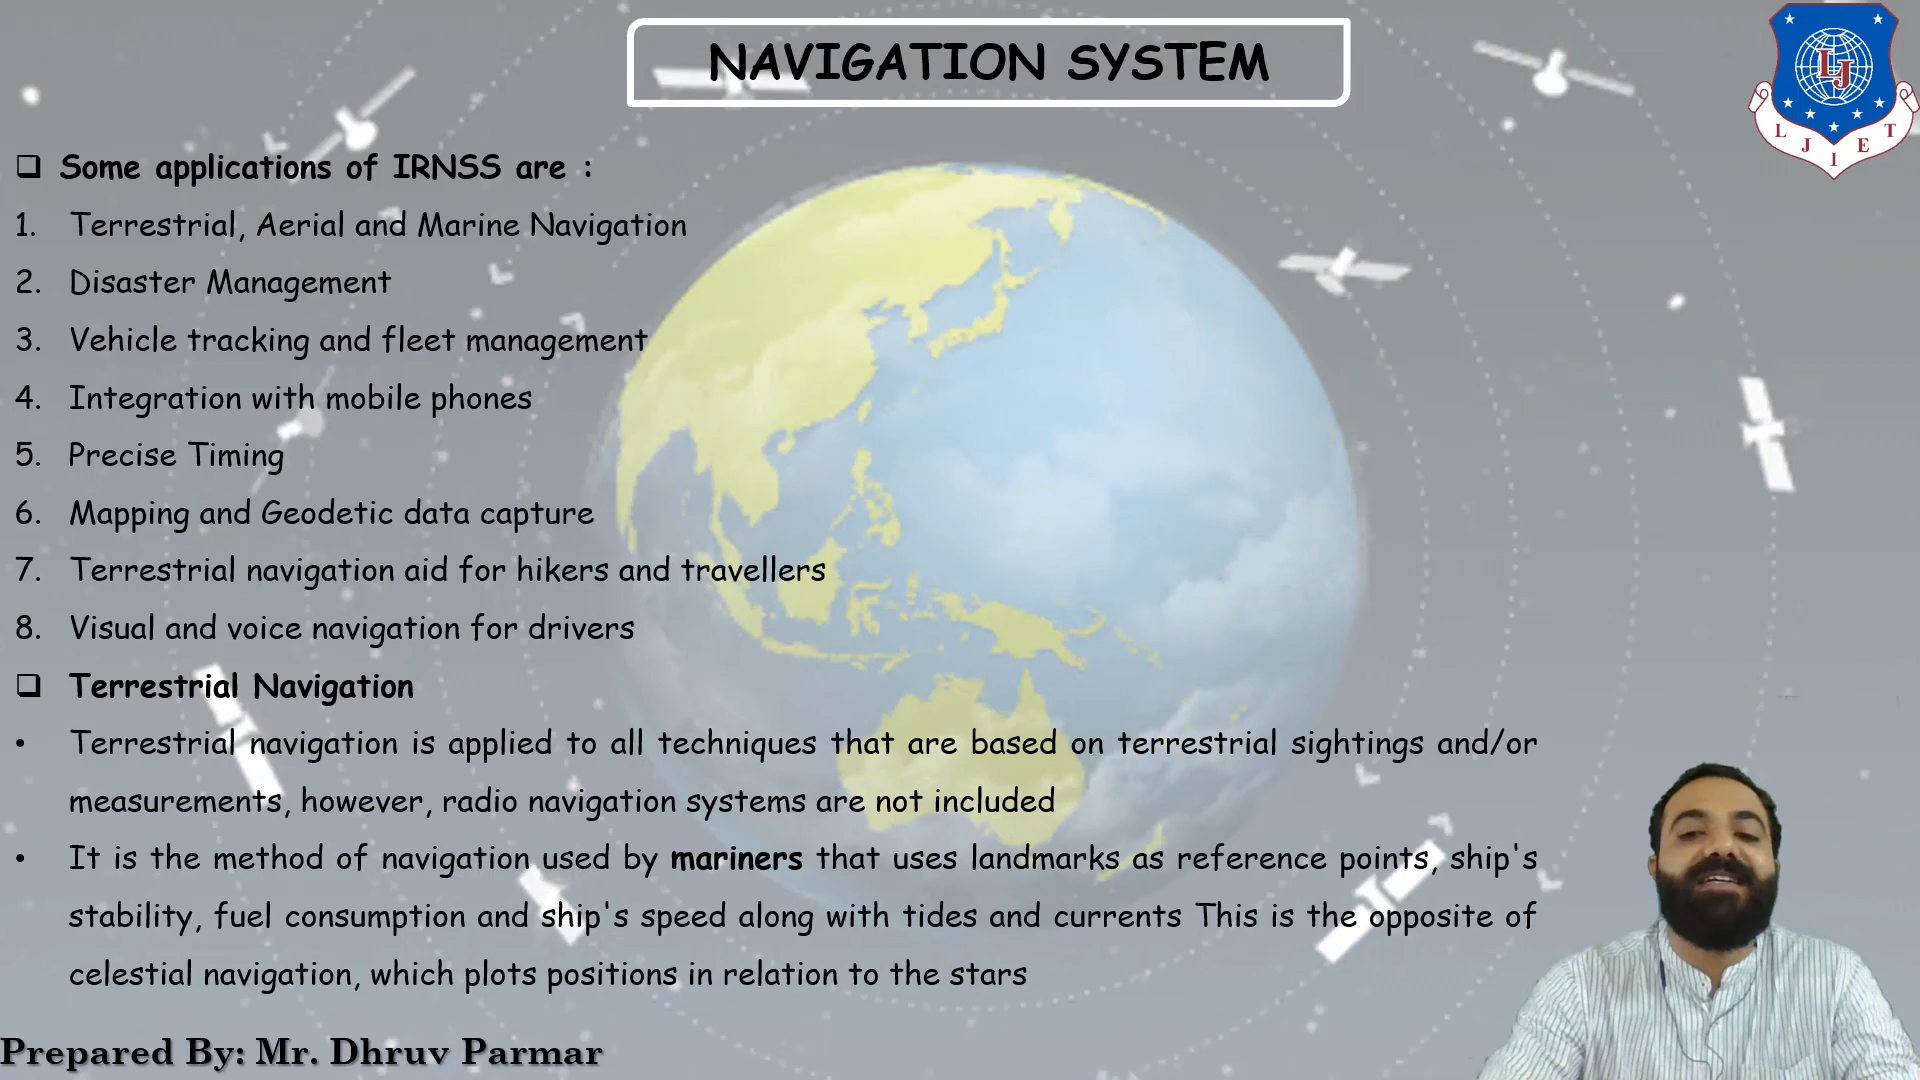 NAVIGATION SYSTEM
LJ
L J I E T
❑ Some applications of IRNSS are :
1. Terrestrial, Aerial and Marine Navigation
2. Disaster Management
3. Vehicle tracking and fleet management
4. Integration with mobile phones
5. Precise Timing
6. Mapping and Geodetic data capture
7. Terrestrial navigation aid for hikers and travellers
8. Visual and voice navigation for drivers
❑ Terrestrial Navigation
• Terrestrial navigation is applied to all techniques that are based on terrestrial sightings and/or
measurements, however, radio navigation systems are not included
• It is the method of navigation used by mariners that uses landmarks as reference points, ship's
stability, fuel consumption and ship's speed along with tides and currents This is the opposite of
celestial navigation, which plots positions in relation to the stars
Prepared By: Mr. Dhruv Parmar